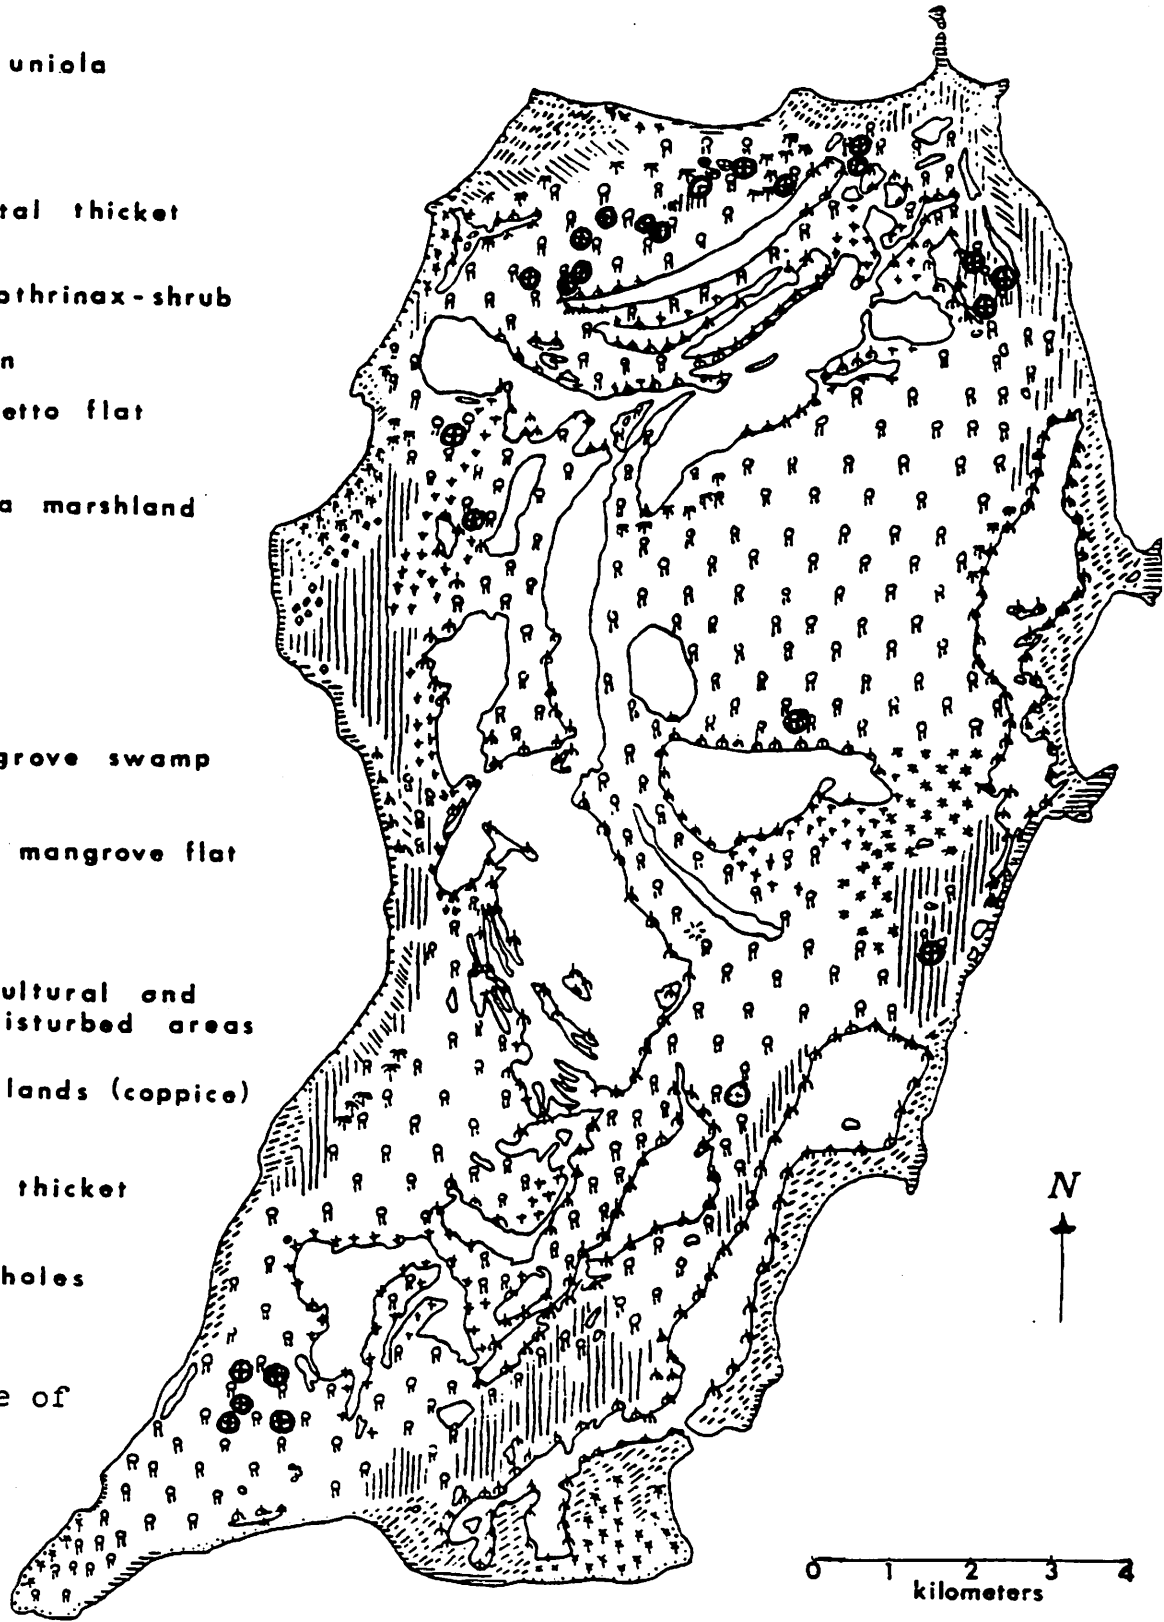 uniola
tal thicket
othrinax-shrub
n
etto flat
a marshland
grove swamp
mangrove flat
ultural and
isturbed areas
lands (coppice)
thicket
N
holes
e of
0 1 2 3 4
kilometers